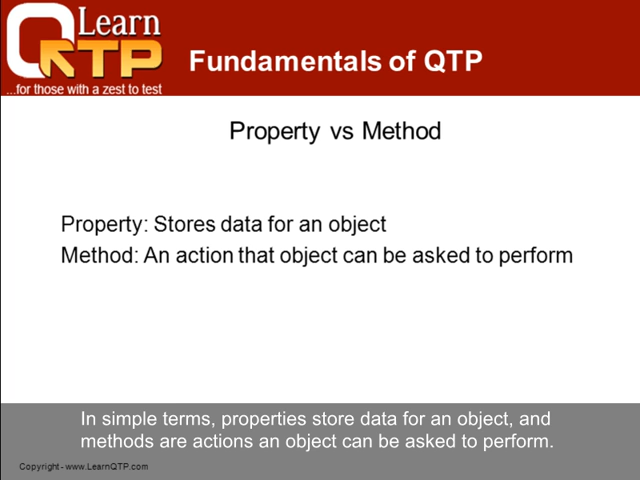 Learn
QTP
...for those with a zest to test
Fundamentals of QTP
Property vs Method
Property: Stores data for an object
Method: An action that object can be asked to perform
In simple terms, properties store data for an object, and
methods are actions an object can be asked to perform.
Copyright - www.LearnQTP.com